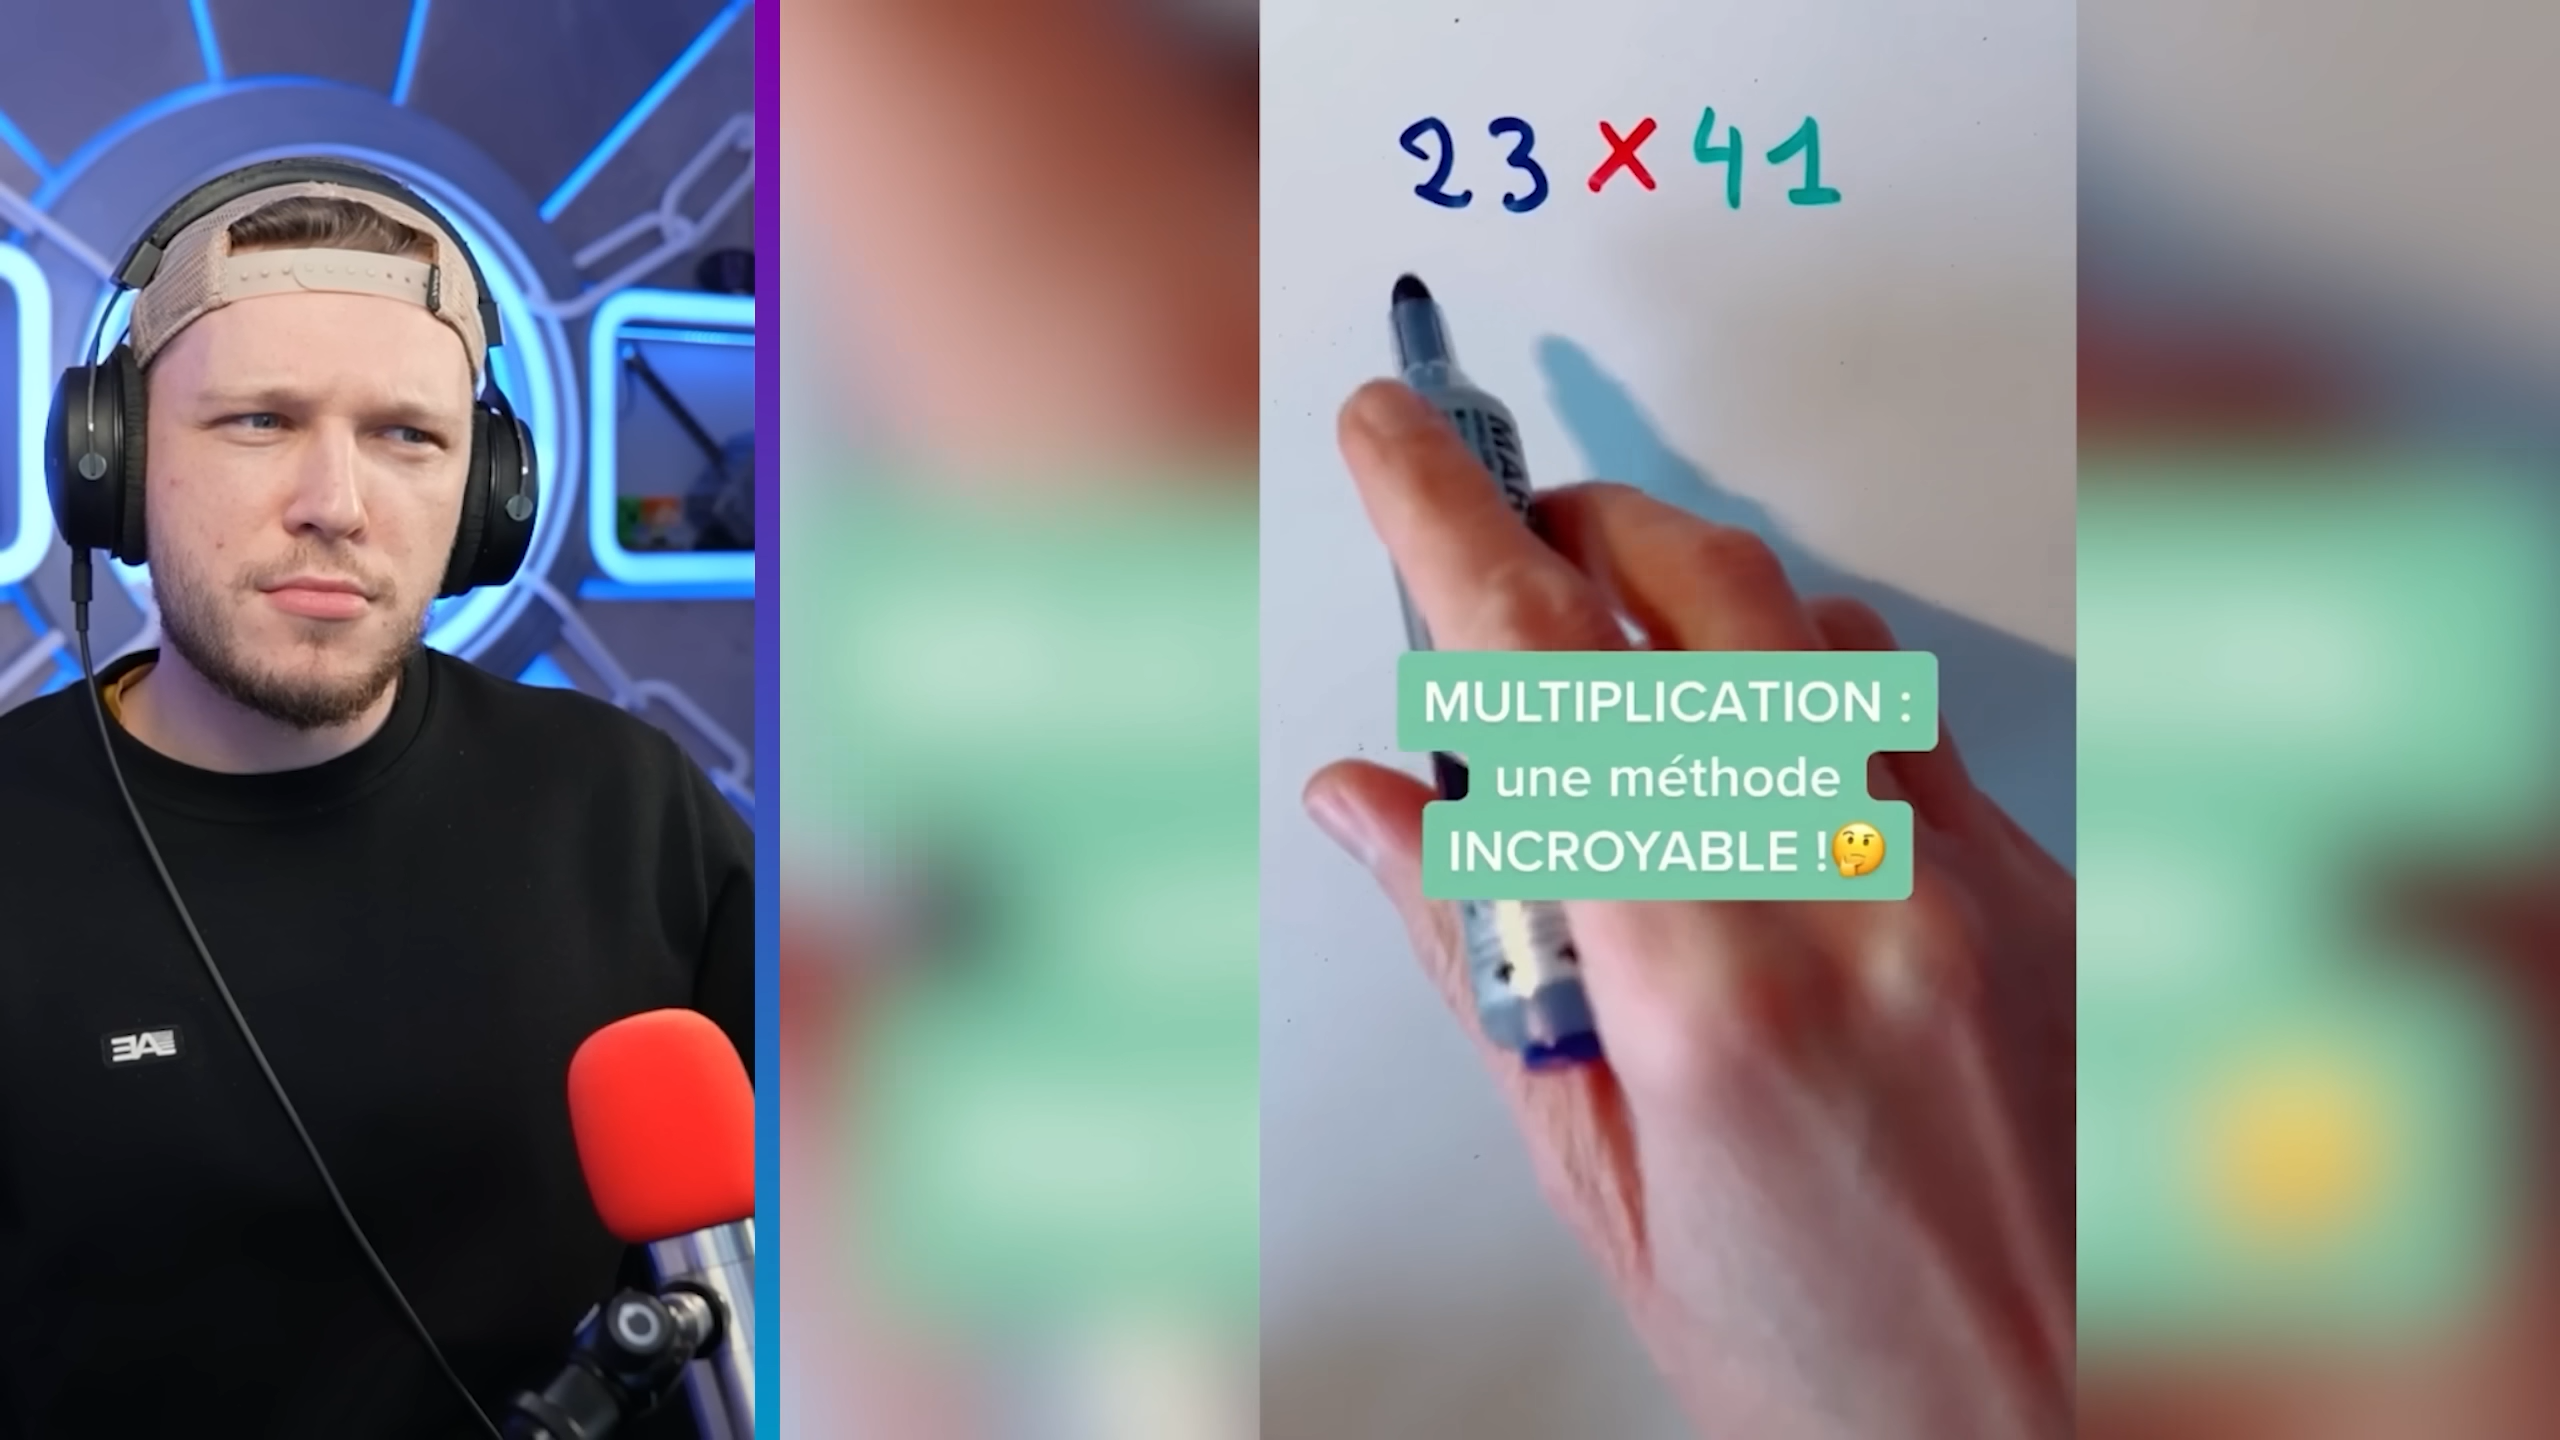 23 × 41
MULTIPLICATION :
une méthode
INCROYABLE !🤔